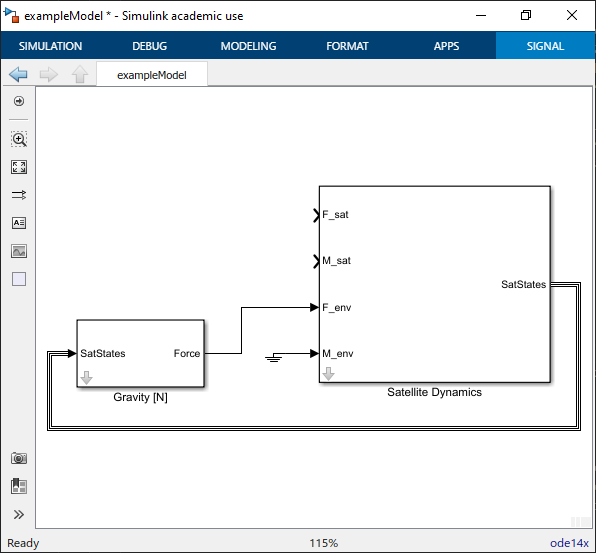 exampleModel * - Simulink academic use
SIMULATION DEBUG MODELING FORMAT APPS SIGNAL
exampleModel
F_sat
M_sat
SatStates
F_env
SatStates Force M_env
Gravity [N] Satellite Dynamics
Ready 115% ode14x